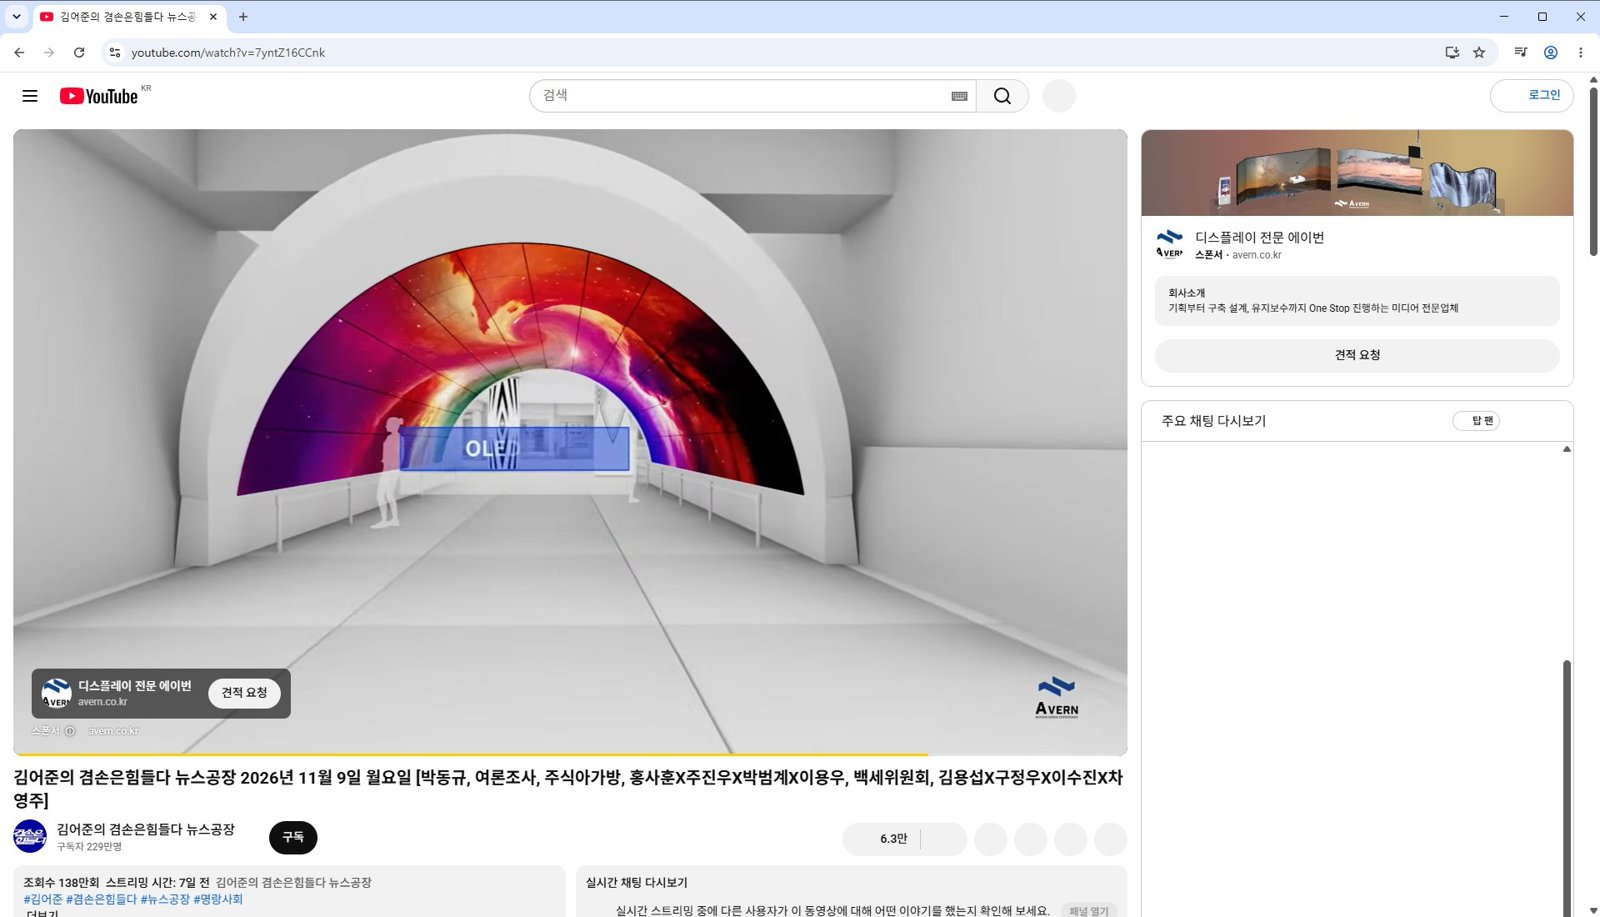 김어준의 겸손은힘들다 뉴스공
youtube.com/watch?v=7yntZ16CCnk
YouTube KR
검색
로그인
OLED
디스플레이 전문 에이번
avern.co.kr
견적 요청
스폰서
avern.co.kr
AVERN
AVERN
AVERN
디스플레이 전문 에이번
스폰서 · avern.co.kr
회사소개
기획부터 구축 설계, 유지보수까지 One Stop 진행하는 미디어 전문업체
견적 요청
주요 채팅 다시보기
탑 팬
김어준의 겸손은힘들다 뉴스공장 2026년 11월 9일 월요일 [박동규, 여론조사, 주식아가방, 홍사훈X주진우X박범계X이용우, 백세위원회, 김용섭X구정우X이수진X차
영주]
김어준의 겸손은힘들다 뉴스공장
구독자 229만명
구독
6.3만
조회수 138만회 스트리밍 시간: 7일 전 김어준의 겸손은힘들다 뉴스공장
#김어준 #겸손은힘들다 #뉴스공장 #명랑사회
더보기
실시간 채팅 다시보기
실시간 스트리밍 중에 다른 사용자가 이 동영상에 대해 어떤 이야기를 했는지 확인해 보세요.
패널 열기